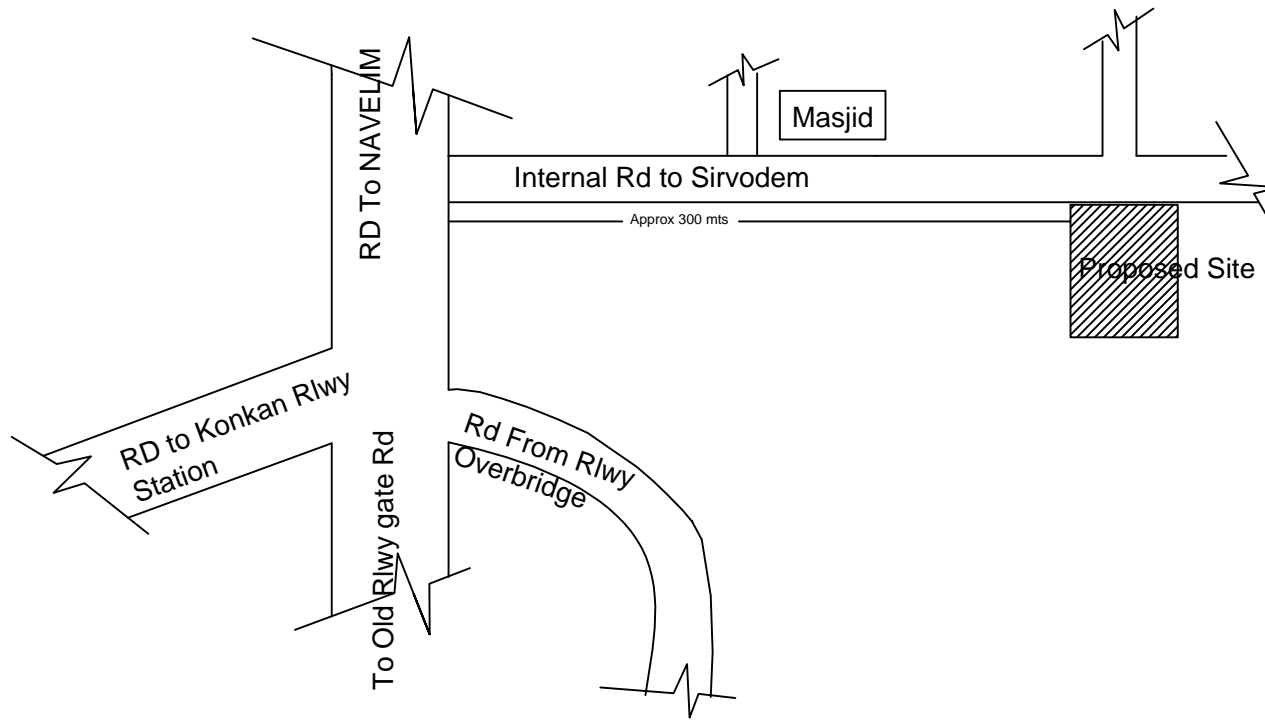 RD To NAVELIM
Masjid
Internal Rd to Sirvodem
Approx 300 mts
Proposed Site
RD to Konkan Rlwy
Station
Rd From Rlwy
Overbridge
To Old Rlwy gate Rd